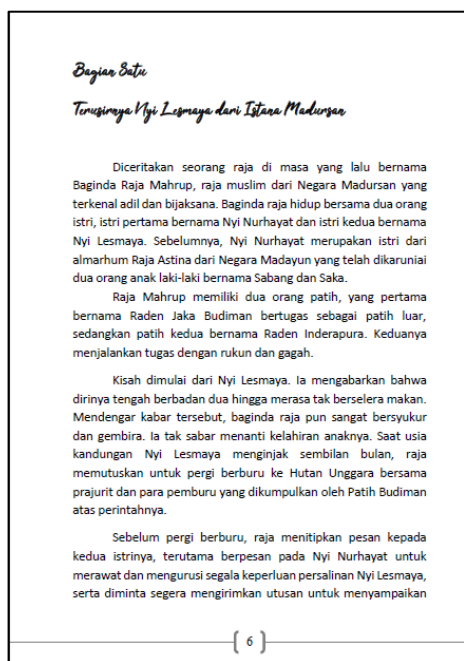 Bagian Satu
Terusirnya Nyi Lesmaya dari Istana Madursan
Diceritakan seorang raja di masa yang lalu bernama
Baginda Raja Mahrup, raja muslim dari Negara Madursan yang
terkenal adil dan bijaksana. Baginda raja hidup bersama dua orang
istri, istri pertama bernama Nyi Nurhayat dan istri kedua bernama
Nyi Lesmaya. Sebelumnya, Nyi Nurhayat merupakan istri dari
almarhum Raja Astina dari Negara Madayun yang telah dikaruniai
dua orang anak laki-laki bernama Sabang dan Saka.
Raja Mahrup memiliki dua orang patih, yang pertama
bernama Raden Jaka Budiman bertugas sebagai patih luar,
sedangkan patih kedua bernama Raden Inderapura. Keduanya
menjalankan tugas dengan rukun dan gagah.
Kisah dimulai dari Nyi Lesmaya. Ia mengabarkan bahwa
dirinya tengah berbadan dua hingga merasa tak berselera makan.
Mendengar kabar tersebut, baginda raja pun sangat bersyukur
dan gembira. Ia tak sabar menanti kelahiran anaknya. Saat usia
kandungan Nyi Lesmaya menginjak sembilan bulan, raja
memutuskan untuk pergi berburu ke Hutan Unggara bersama
prajurit dan para pemburu yang dikumpulkan oleh Patih Budiman
atas perintahnya.
Sebelum pergi berburu, raja menitipkan pesan kepada
kedua istrinya, terutama berpesan pada Nyi Nurhayat untuk
merawat dan mengurusi segala keperluan persalinan Nyi Lesmaya,
serta diminta segera mengirimkan utusan untuk menyampaikan
6